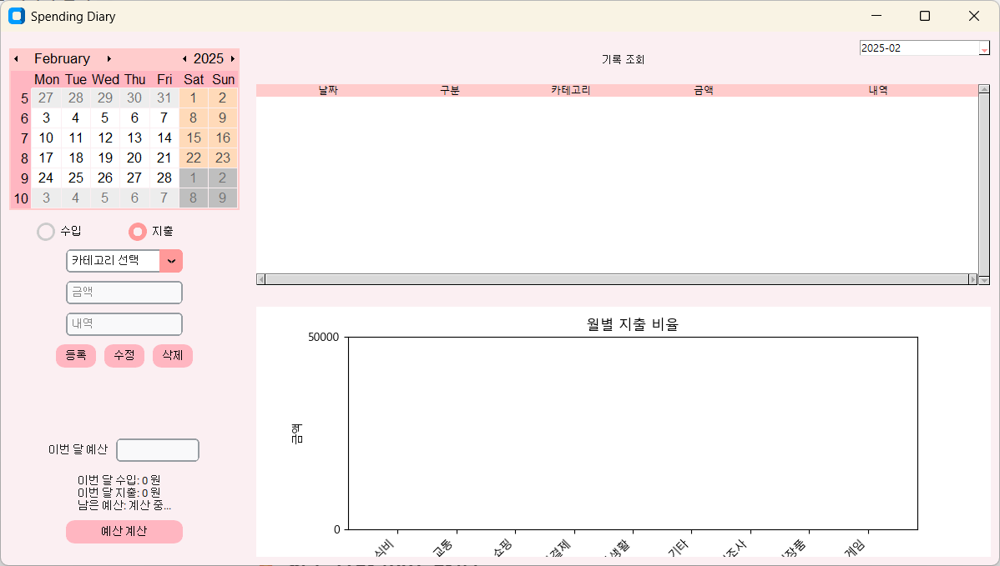 Spending Diary
February 2025
Mon Tue Wed Thu Fri Sat Sun
5 27 28 29 30 31 1 2
6 3 4 5 6 7 8 9
7 10 11 12 13 14 15 16
8 17 18 19 20 21 22 23
9 24 25 26 27 28 1 2
10 3 4 5 6 7 8 9
수입 지출
카테고리 선택
금액
내역
등록 수정 삭제
이번 달 예산
이번 달 수입: 0 원
이번 달 지출: 0 원
남은 예산: 계산 중...
예산 계산
2025-02
기록 조회
날짜 구분 카테고리 금액 내역
월별 지출 비율
50000
금액
0
식비 교통 쇼핑 결제 생활 기타 조사 장품 게임